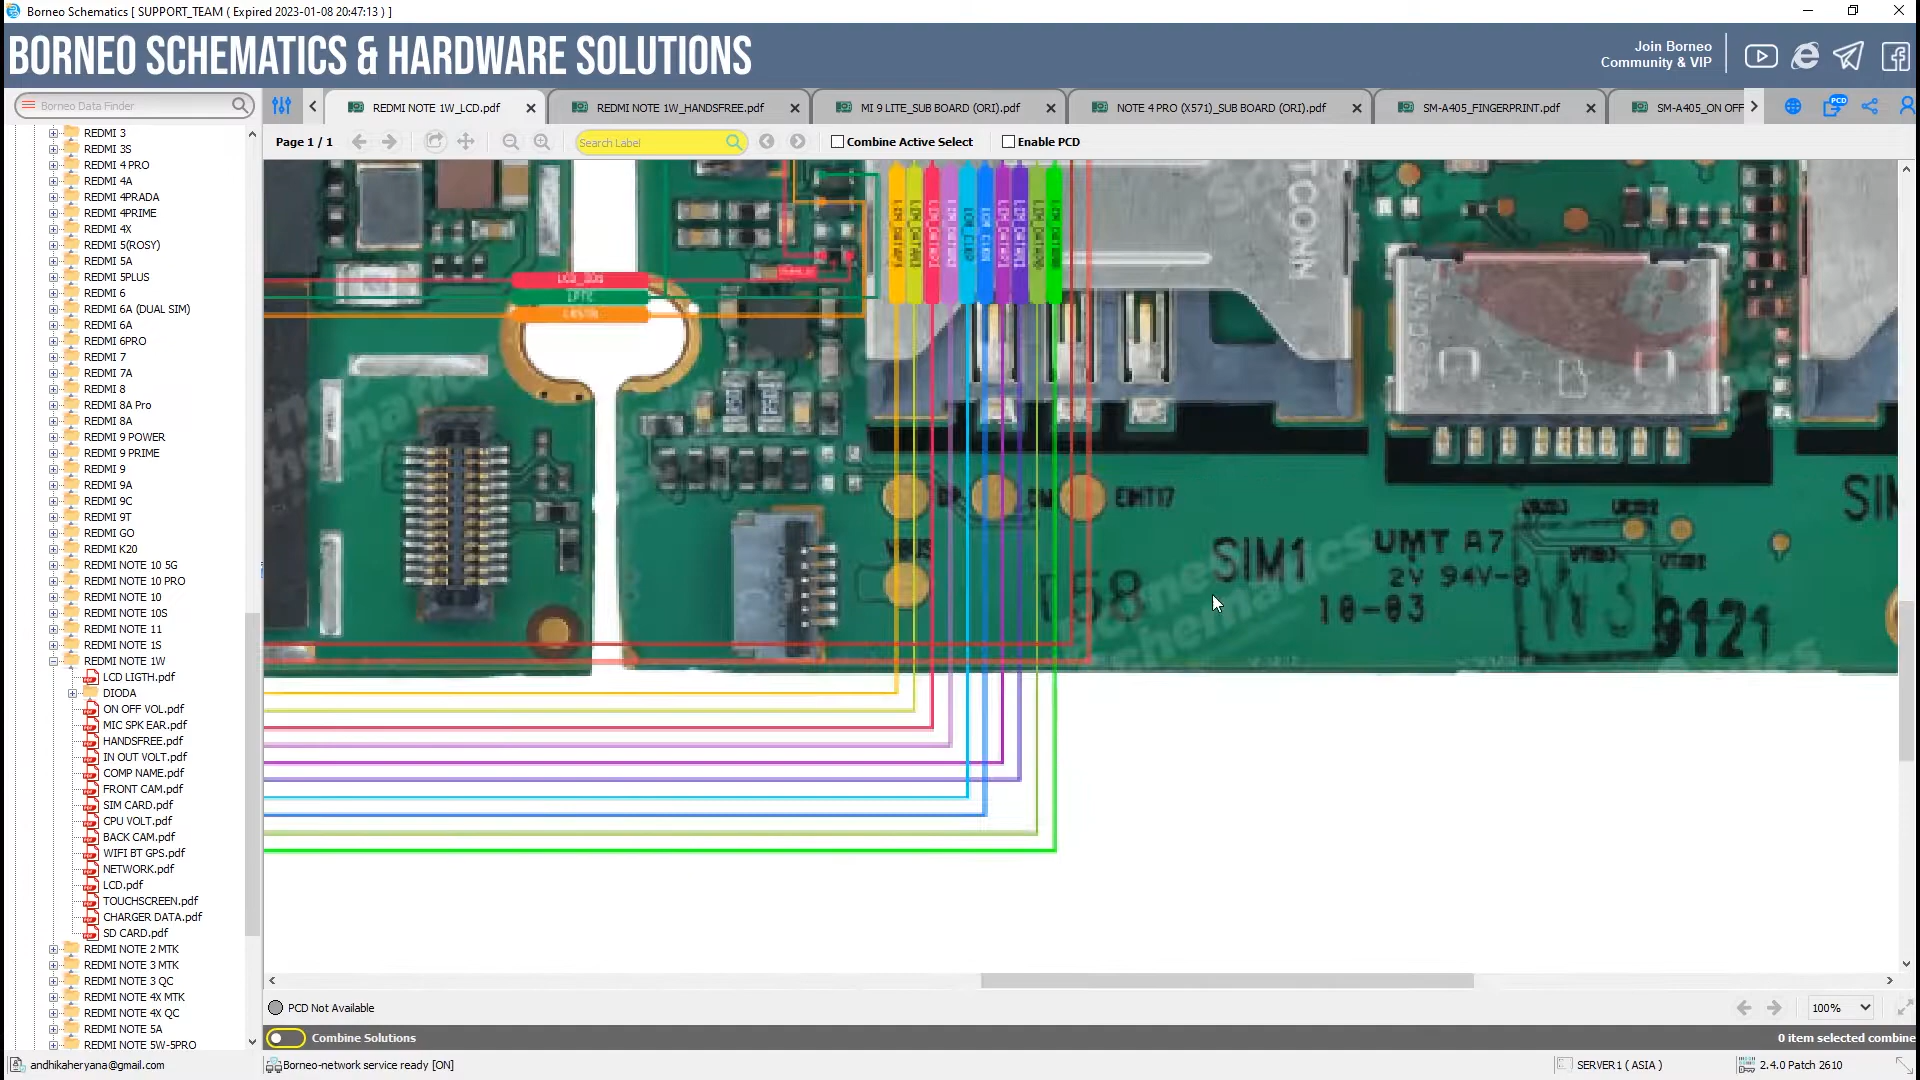 Borneo Schematics [ SUPPORT_TEAM ( Expired 2023-01-08 20:47:13 ) ]
BORNEO SCHEMATICS & HARDWARE SOLUTIONS
Join Borneo
Community & VIP
Borneo Data Finder
REDMI NOTE 1W_LCD.pdf
REDMI NOTE 1W_HANDSFREE.pdf
MI 9 LITE_SUB BOARD (ORI).pdf
NOTE 4 PRO (X571)_SUB BOARD (ORI).pdf
SM-A405_FINGERPRINT.pdf
SM-A405_ON OFF
PCD
Page 1 / 1
Search Label
Combine Active Select
Enable PCD
REDMI 3
REDMI 3S
REDMI 4 PRO
REDMI 4A
REDMI 4PRADA
REDMI 4PRIME
REDMI 4X
REDMI 5(ROSY)
REDMI 5A
REDMI 5PLUS
REDMI 6
REDMI 6A (DUAL SIM)
REDMI 6A
REDMI 6PRO
REDMI 7
REDMI 7A
REDMI 8
REDMI 8A Pro
REDMI 8A
REDMI 9 POWER
REDMI 9 PRIME
REDMI 9
REDMI 9A
REDMI 9C
REDMI 9T
REDMI GO
REDMI K20
REDMI NOTE 10 5G
REDMI NOTE 10 PRO
REDMI NOTE 10
REDMI NOTE 10S
REDMI NOTE 11
REDMI NOTE 1S
REDMI NOTE 1W
LCD LIGTH.pdf
DIODA
ON OFF VOL.pdf
MIC SPK EAR.pdf
HANDSFREE.pdf
IN OUT VOLT.pdf
COMP NAME.pdf
FRONT CAM.pdf
SIM CARD.pdf
CPU VOLT.pdf
BACK CAM.pdf
WIFI BT GPS.pdf
NETWORK.pdf
LCD.pdf
TOUCHSCREEN.pdf
CHARGER DATA.pdf
SD CARD.pdf
REDMI NOTE 2 MTK
REDMI NOTE 3 MTK
REDMI NOTE 3 QC
REDMI NOTE 4X MTK
REDMI NOTE 4X QC
REDMI NOTE 5A
REDMI NOTE 5W-5PRO
TCONN
LPTE
EINT17
SIM1
UMT A7
2V 94V-0
10-03
T58
9121
SIM
PCD Not Available
100%
Combine Solutions
0 item selected combine
andhikaheryana@gmail.com
Borneo-network service ready [ON]
SERVER1 ( ASIA )
2.4.0 Patch 2610